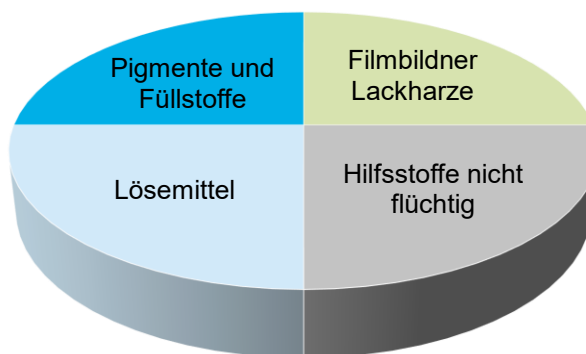 Pigmente und
Füllstoffe
Filmbildner
Lackharze
Lösemittel
Hilfsstoffe nicht
flüchtig